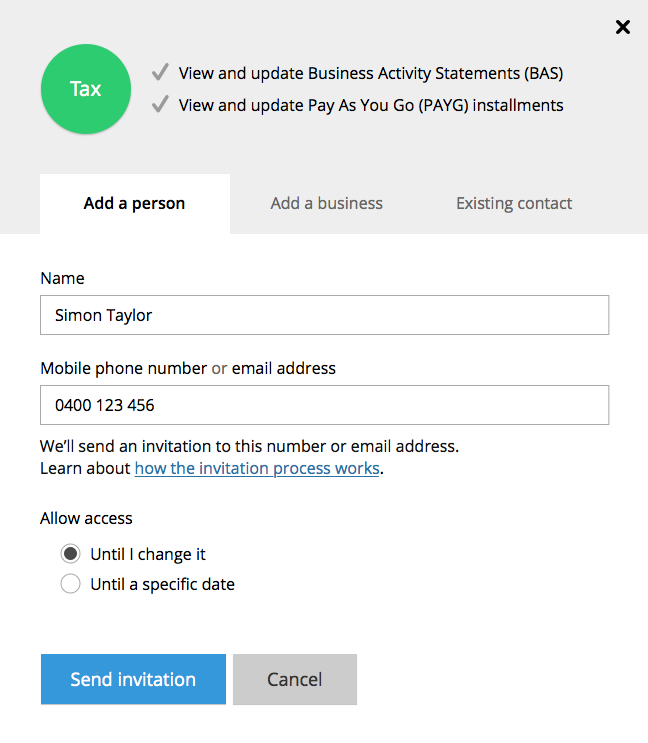 Tax
View and update Business Activity Statements (BAS)
View and update Pay As You Go (PAYG) installments
Add a person
Add a business
Existing contact
Name
Simon Taylor
Mobile phone number or email address
0400 123 456
We’ll send an invitation to this number or email address.
Learn about how the invitation process works.
Allow access
Until I change it
Until a specific date
Send invitation
Cancel